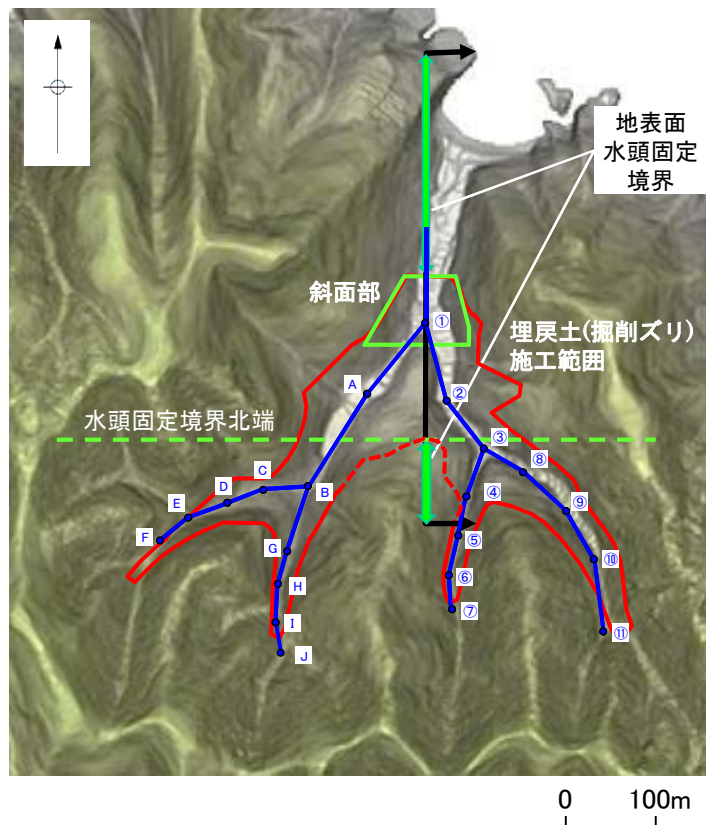 地表面
水頭固定
境界
斜面部
①
埋戻土(掘削ズリ)
施工範囲
A
②
水頭固定境界北端
③
⑧
C
B
D
④
E
⑨
F
⑤
G
⑩
H
⑥
⑦
I
⑪
J
0 100m